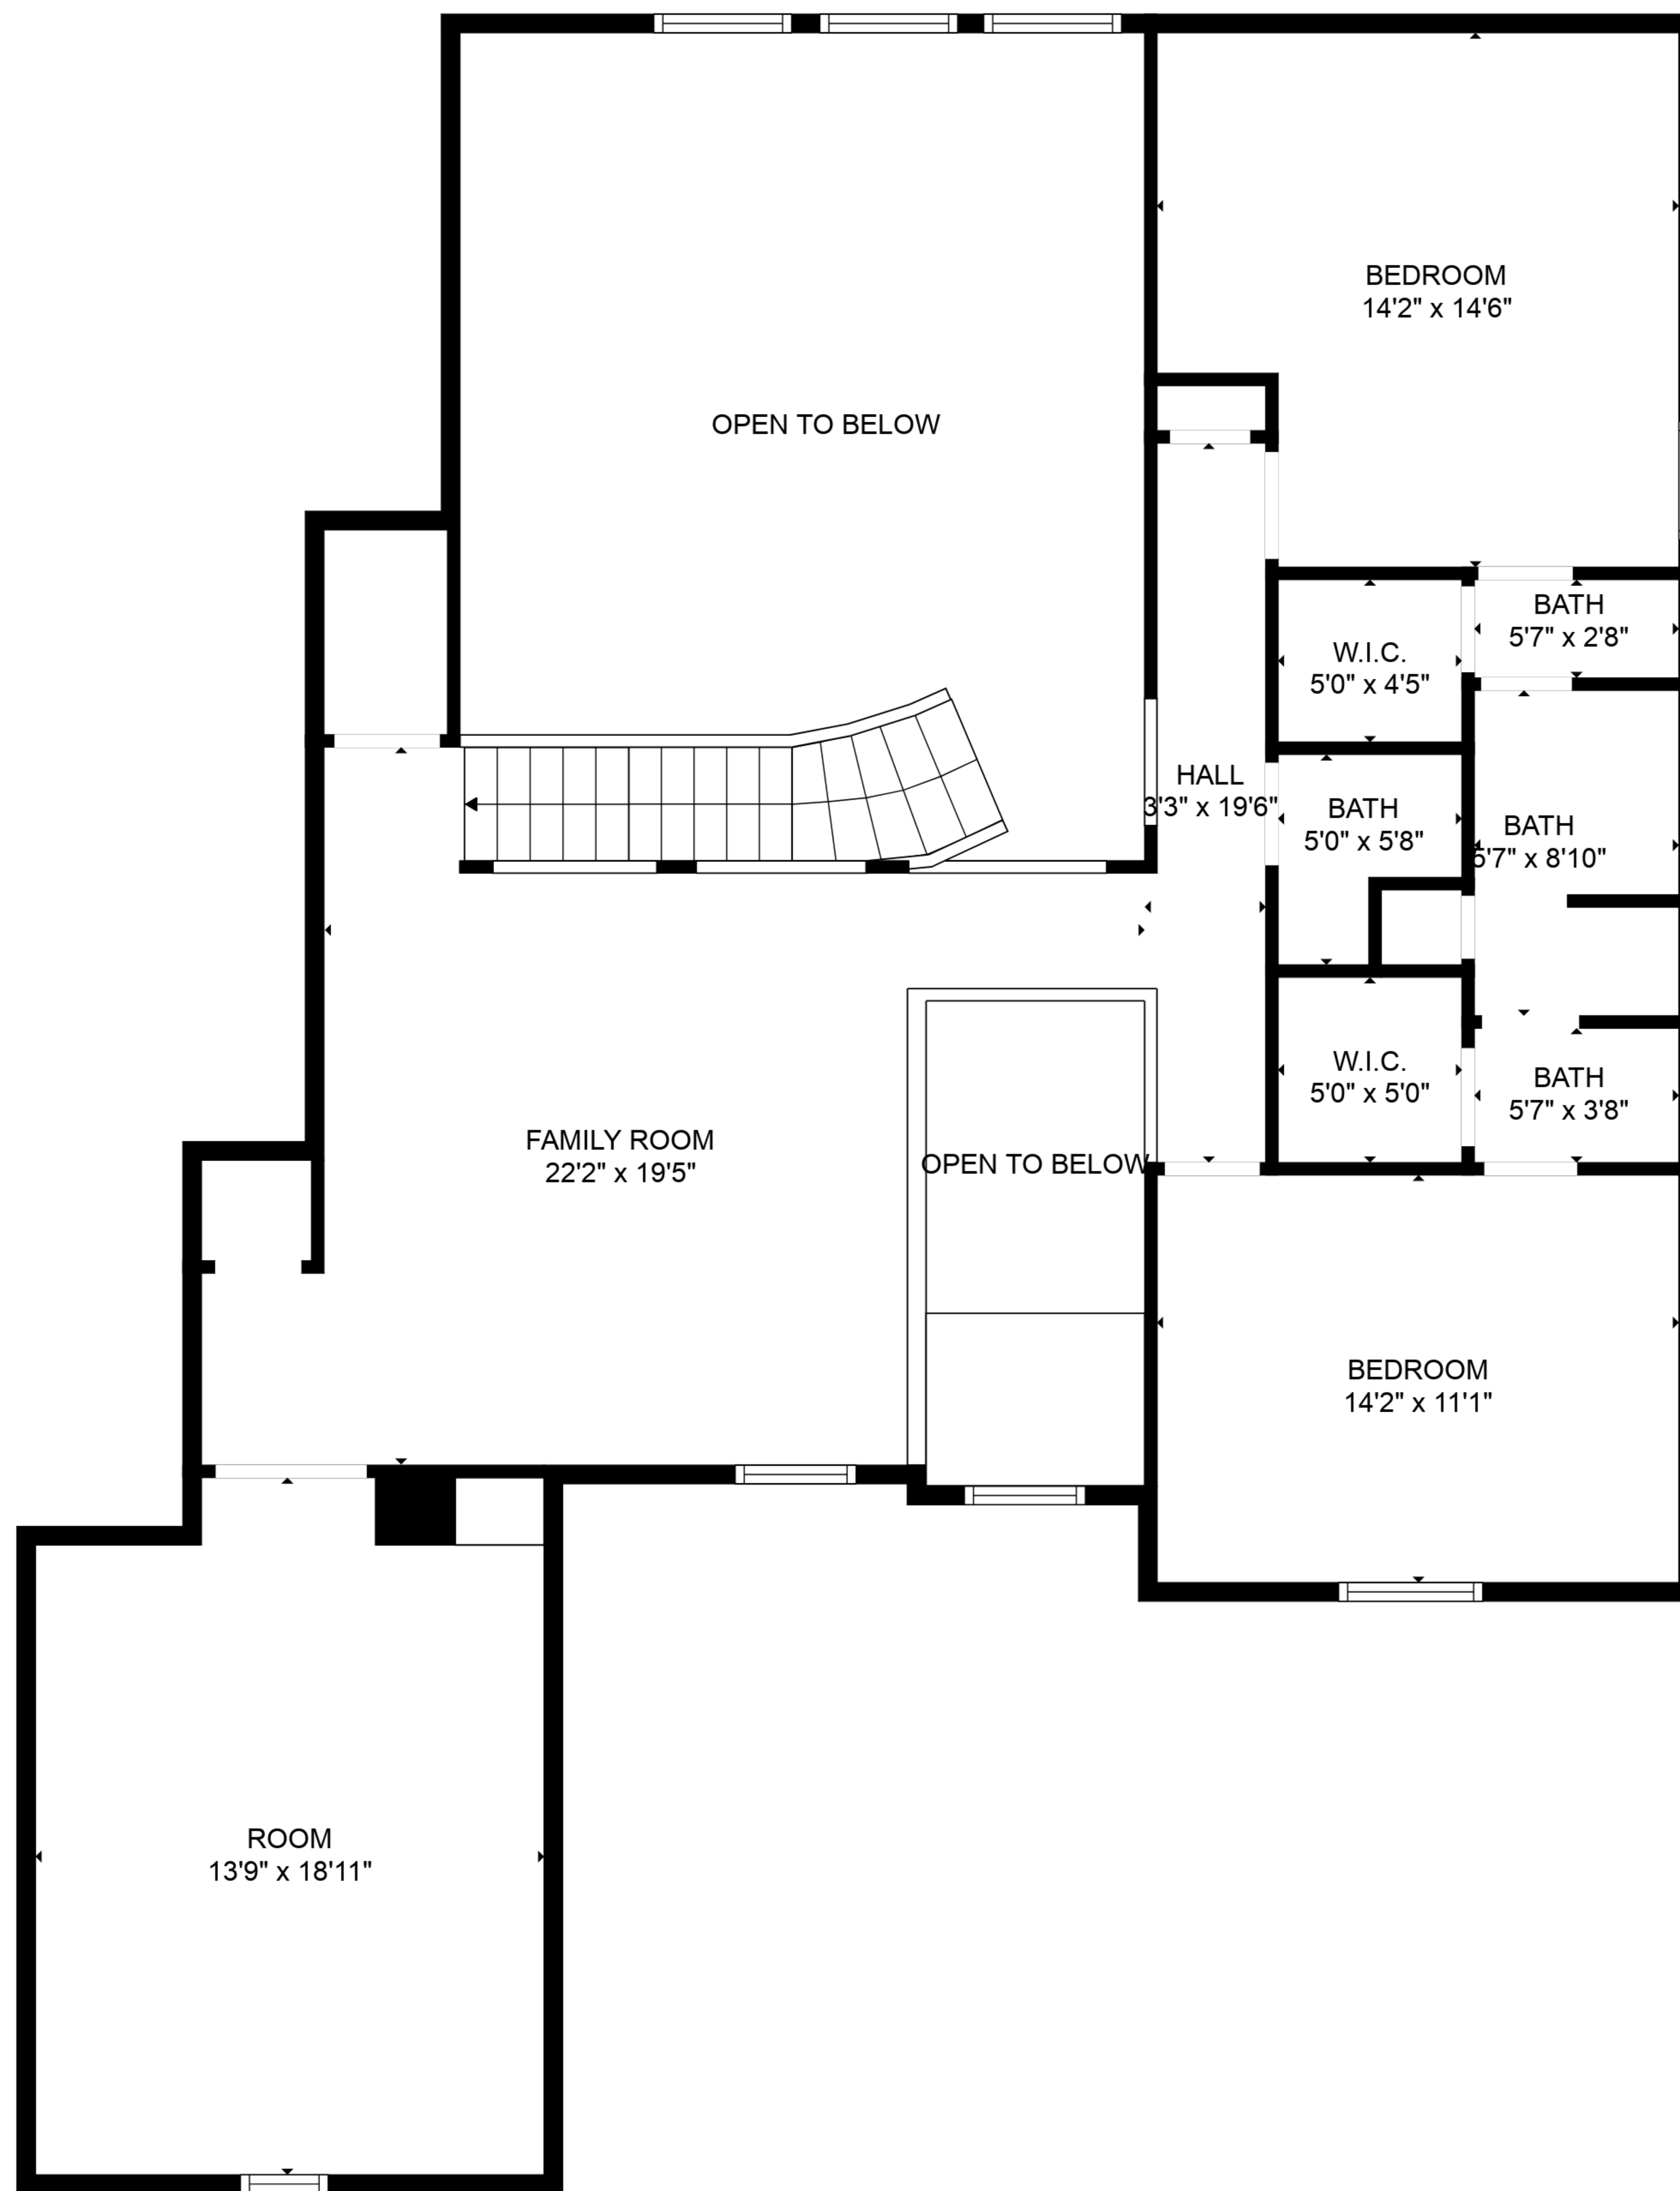 BEDROOM
14'2" x 14'6"
OPEN TO BELOW
BATH
5'7" x 2'8"
W.I.C.
5'0" x 4'5"
HALL
3'3" x 19'6"
BATH
5'0" x 5'8"
BATH
5'7" x 8'10"
W.I.C.
5'0" x 5'0"
BATH
5'7" x 3'8"
FAMILY ROOM
22'2" x 19'5"
OPEN TO BELOW
BEDROOM
14'2" x 11'1"
ROOM
13'9" x 18'11"